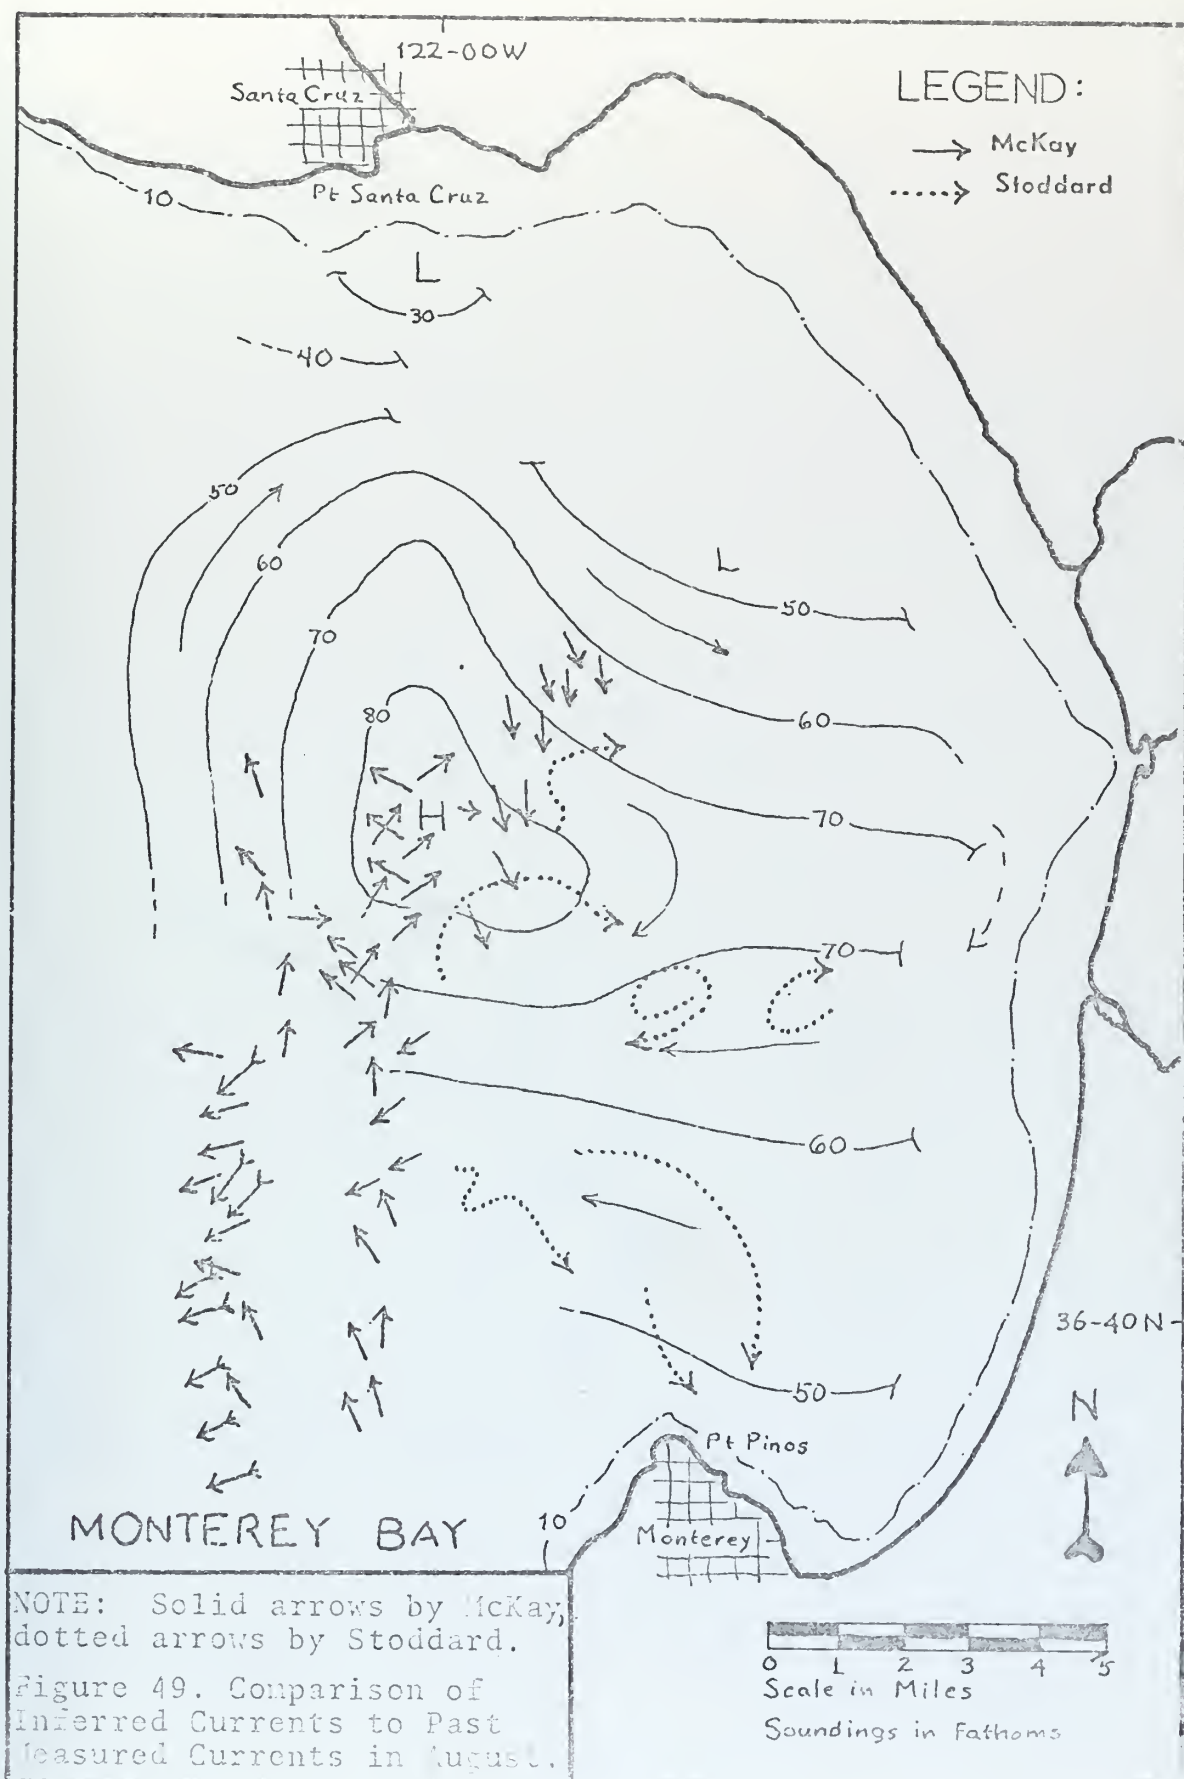 122-00W
Santa Cruz
LEGEND:
McKay
Stoddard
Pt Santa Cruz
10
L
30
40
50
60
L
50
70
80
60
H
70
70
60
36-40N
50
N
Pt Pinos
10
Monterey
MONTEREY BAY
NOTE: Solid arrows by McKay,
dotted arrows by Stoddard.
Figure 49. Comparison of
Inferred Currents to Past
Measured Currents in August.
0 1 2 3 4 5
Scale in Miles
Soundings in Fathoms